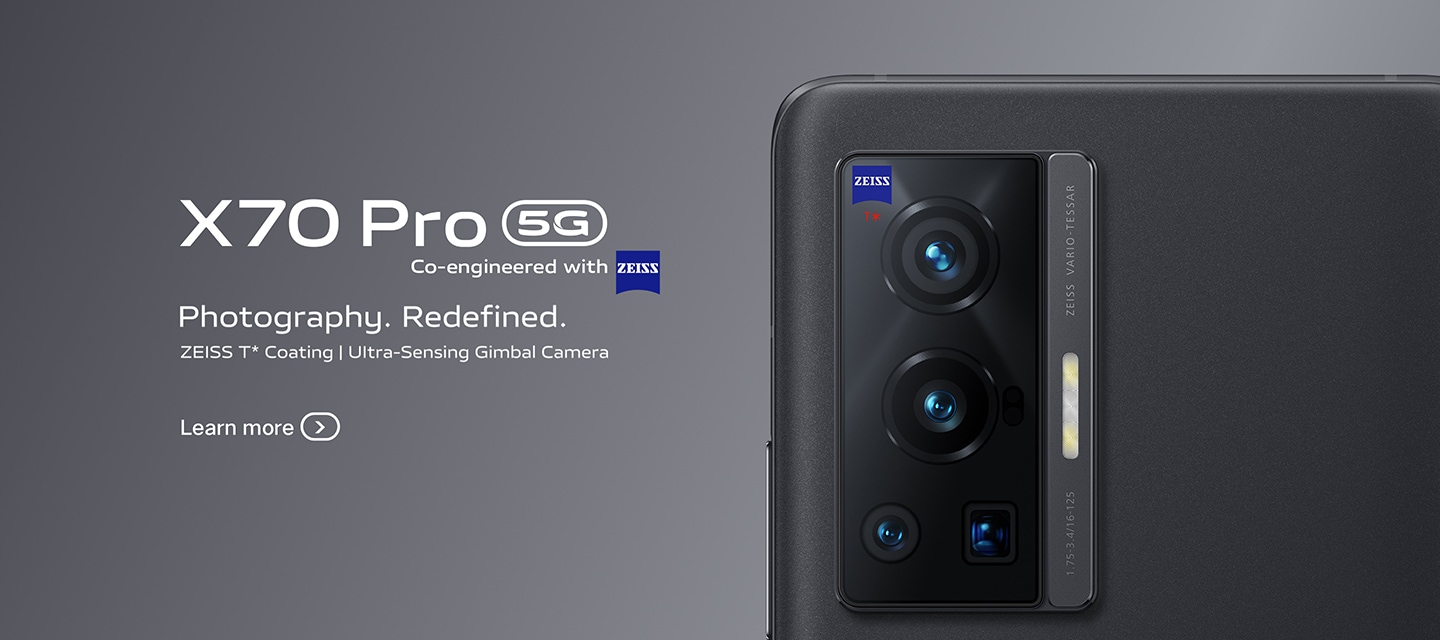 X70 Pro 5G
Co-engineered with ZEISS
Photography. Redefined.
ZEISS T* Coating | Ultra-Sensing Gimbal Camera
Learn more
ZEISS
T*
ZEISS VARIO-TESSAR
1.75-3.4/16-125